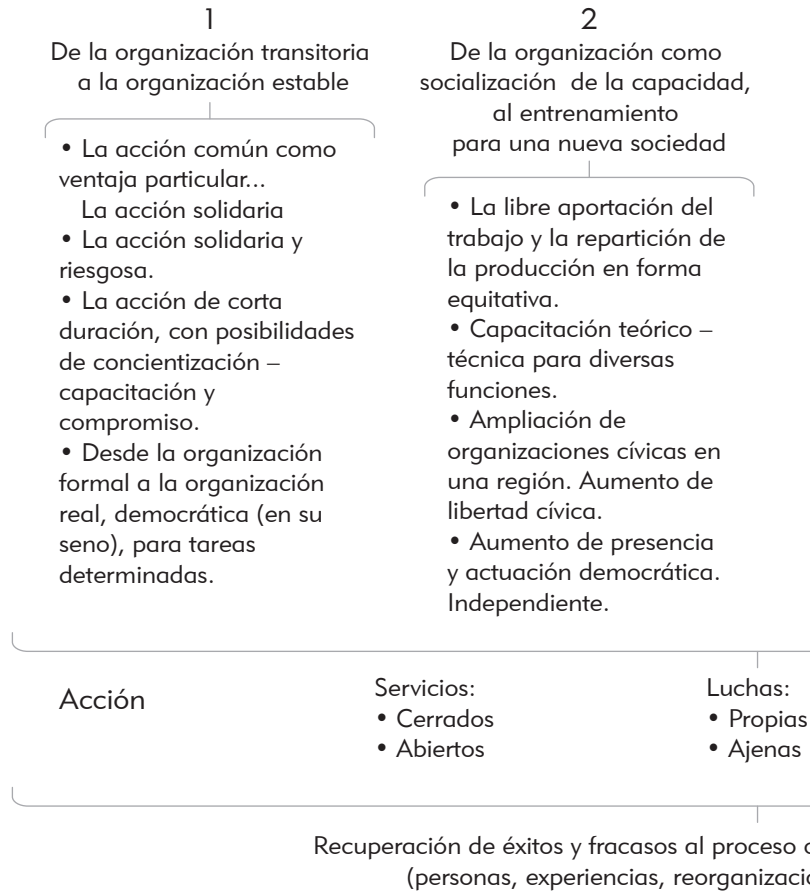 1
De la organización transitoria
a la organización estable
• La acción común como
ventaja particular...
La acción solidaria
• La acción solidaria y
riesgosa.
• La acción de corta
duración, con posibilidades
de concientización –
capacitación y
compromiso.
• Desde la organización
formal a la organización
real, democrática (en su
seno), para tareas
determinadas.
2
De la organización como
socialización de la capacidad,
al entrenamiento
para una nueva sociedad
• La libre aportación del
trabajo y la repartición de
la producción en forma
equitativa.
• Capacitación teórico –
técnica para diversas
funciones.
• Ampliación de
organizaciones cívicas en
una región. Aumento de
libertad cívica.
• Aumento de presencia
y actuación democrática.
Independiente.
Acción
Servicios:
• Cerrados
• Abiertos
Luchas:
• Propias
• Ajenas
Recuperación de éxitos y fracasos al proceso
(personas, experiencias,